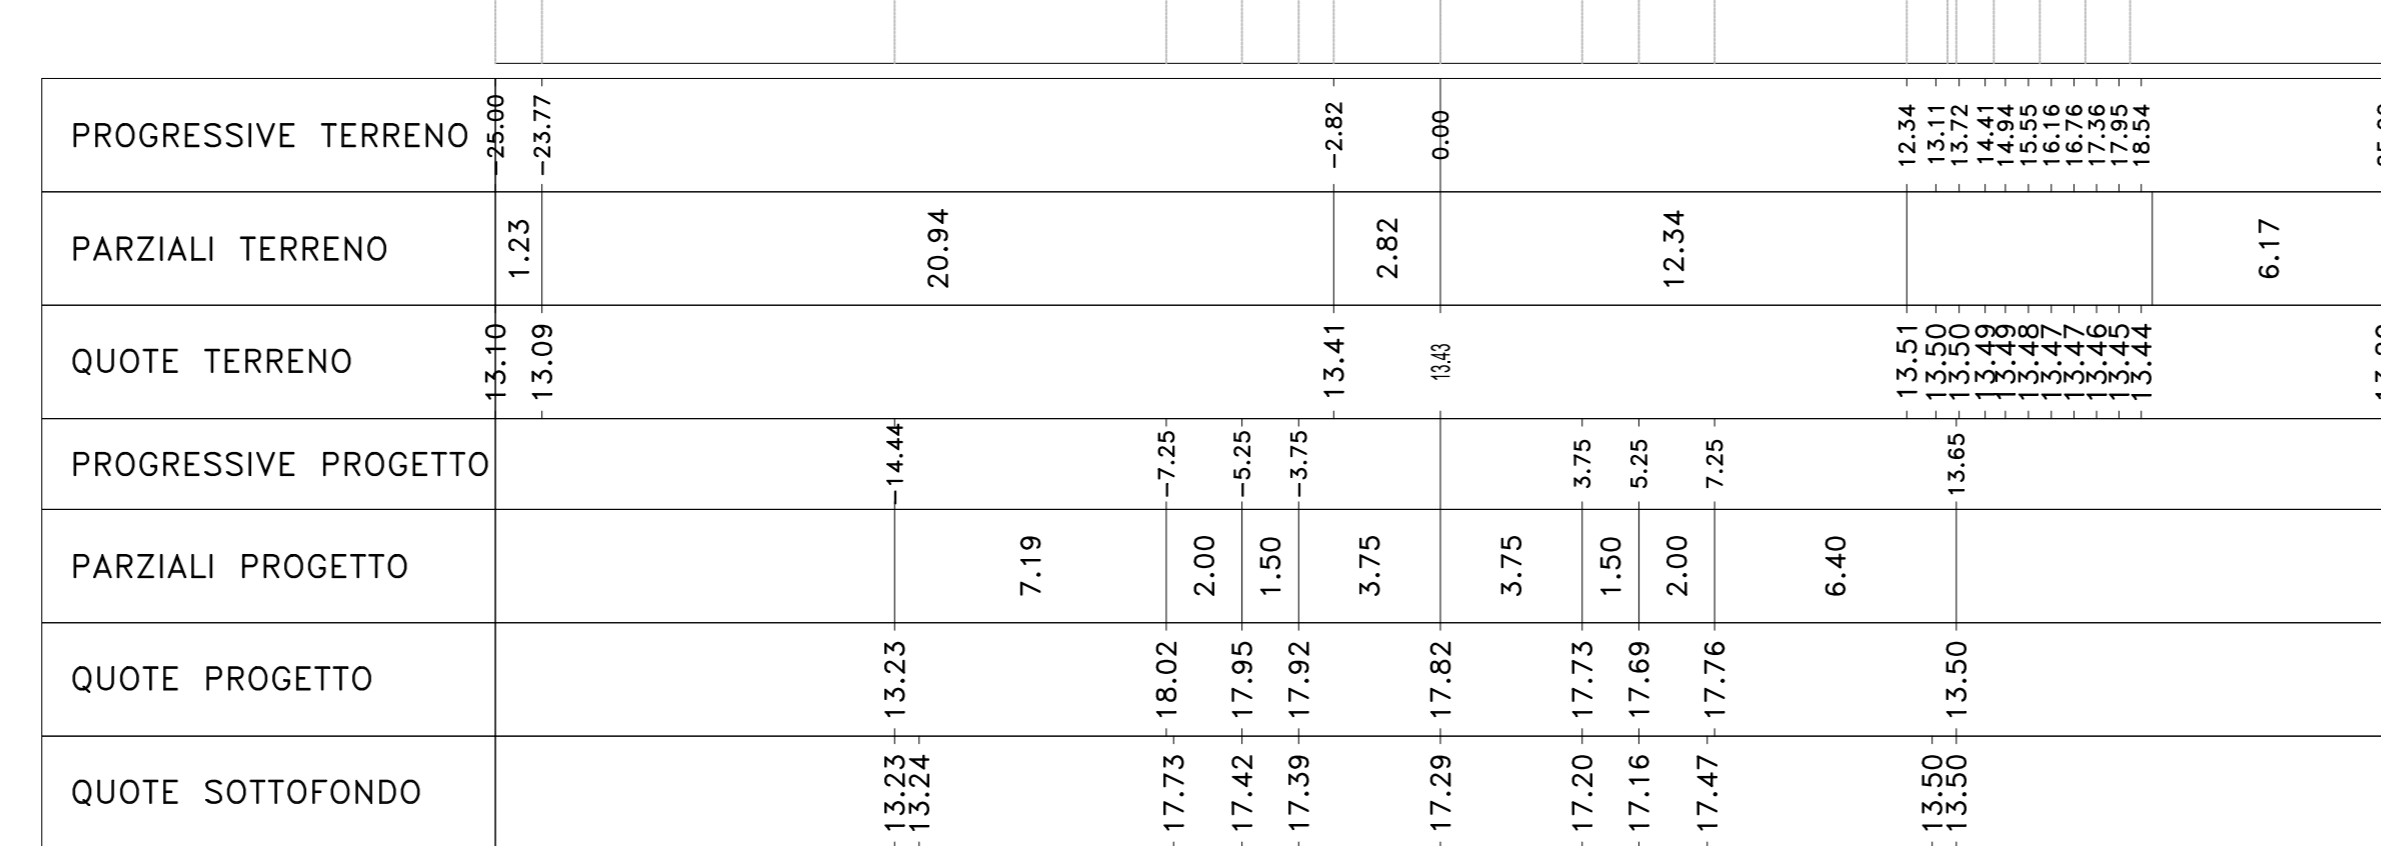 PROGRESSIVE TERRENO -25.00 -23.77 -2.82 0.00 12.34 13.11 13.72 14.41 14.94 15.55 16.16 16.76 17.36 17.95 18.54
PARZIALI TERRENO 1.23 20.94 2.82 12.34 6.17
QUOTE TERRENO 13.10 13.09 13.41 13.43 13.51 13.50 13.50 13.49 13.49 13.48 13.47 13.47 13.46 13.45 13.44
PROGRESSIVE PROGETTO -14.44 -7.25 -5.25 -3.75 3.75 5.25 7.25 13.65
PARZIALI PROGETTO 7.19 2.00 1.50 3.75 3.75 1.50 2.00 6.40
QUOTE PROGETTO 13.23 18.02 17.95 17.92 17.82 17.73 17.69 17.76 13.50
QUOTE SOTTOFONDO 13.23 13.24 17.73 17.42 17.39 17.29 17.20 17.16 17.47 13.50 13.50